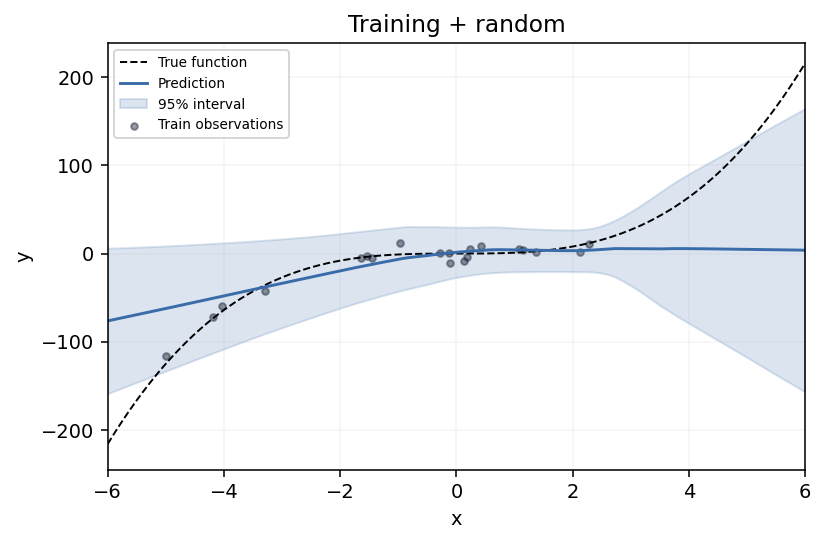 Training + random
True function
Prediction
95% interval
Train observations
200
100
0
−100
−200
y
−6
−4
−2
0
2
4
6
x